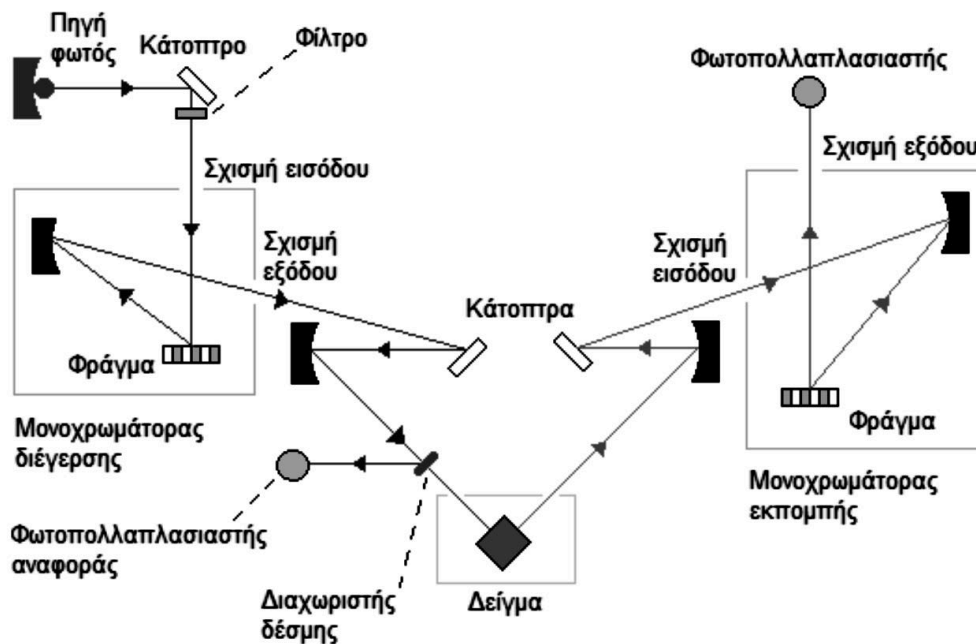 Πηγή
φωτός
Κάτοπτρο
Φίλτρο
Σχισμή εισόδου
Σχισμή
εξόδου
Φράγμα
Μονοχρωμάτορας
διέγερσης
Φωτοπολλαπλασιαστής
αναφοράς
Διαχωριστής
δέσμης
Δείγμα
Κάτοπτρα
Σχισμή
εισόδου
Φωτοπολλαπλασιαστής
Σχισμή εξόδου
Φράγμα
Μονοχρωμάτορας
εκπομπής